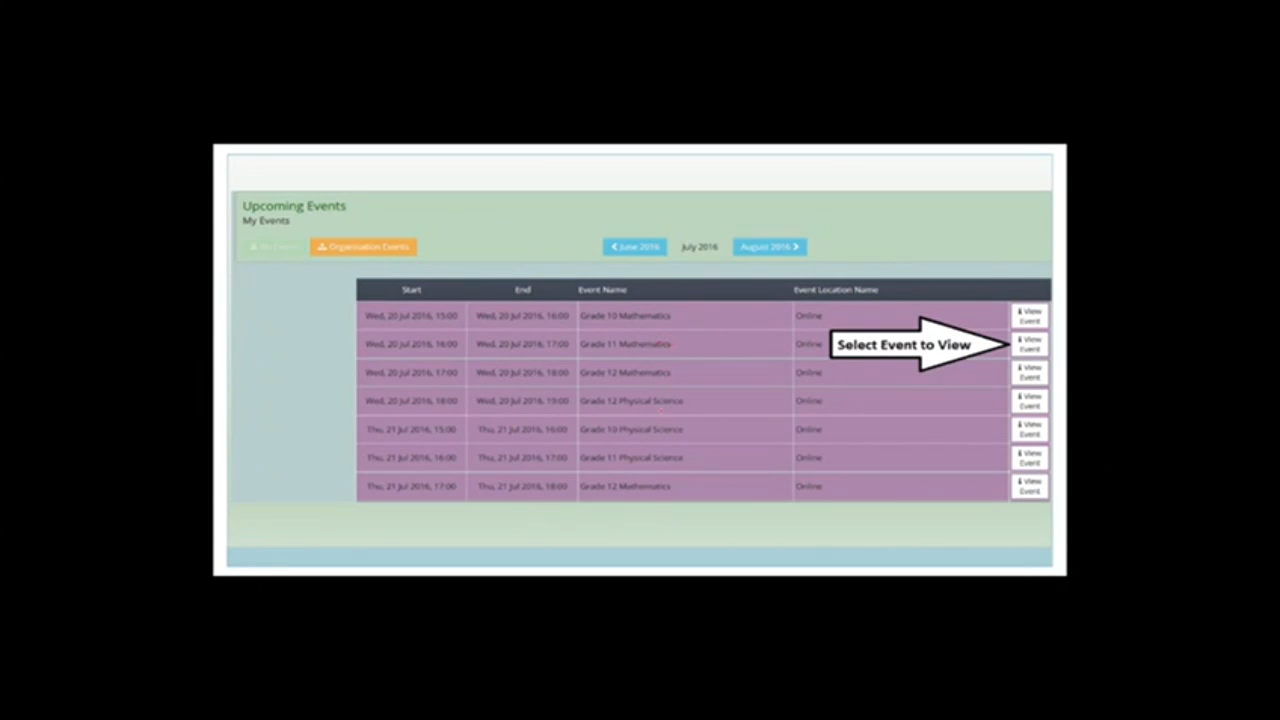 Upcoming Events
My Events
My Events Organisation Events June 2016 July 2016 August 2016
Start End Event Name Event Location Name
Wed, 20 Jul 2016, 15:00 Wed, 20 Jul 2016, 16:00 Grade 10 Mathematics Online View Event
Wed, 20 Jul 2016, 16:00 Wed, 20 Jul 2016, 17:00 Grade 11 Mathematics Online Select Event to View View Event
Wed, 20 Jul 2016, 17:00 Wed, 20 Jul 2016, 18:00 Grade 12 Mathematics Online View Event
Wed, 20 Jul 2016, 18:00 Wed, 20 Jul 2016, 19:00 Grade 12 Physical Science Online View Event
Thu, 21 Jul 2016, 15:00 Thu, 21 Jul 2016, 16:00 Grade 10 Physical Science Online View Event
Thu, 21 Jul 2016, 16:00 Thu, 21 Jul 2016, 17:00 Grade 11 Physical Science Online View Event
Thu, 21 Jul 2016, 17:00 Thu, 21 Jul 2016, 18:00 Grade 12 Mathematics Online View Event